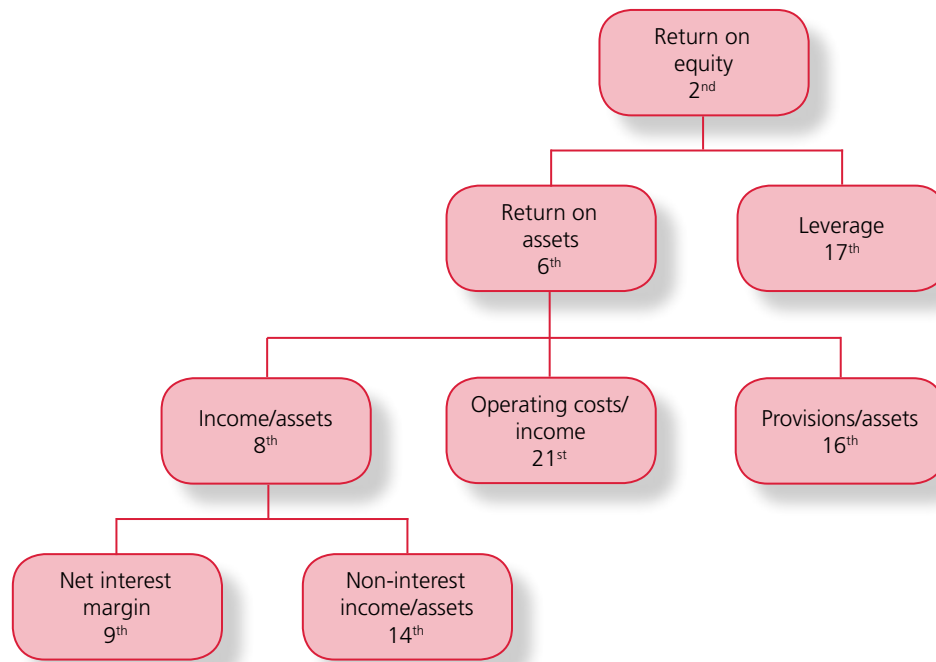 Return on
equity
2nd
Return on
assets
6th
Leverage
17th
Income/assets
8th
Operating costs/
income
21st
Provisions/assets
16th
Net interest
margin
9th
Non-interest
income/assets
14th